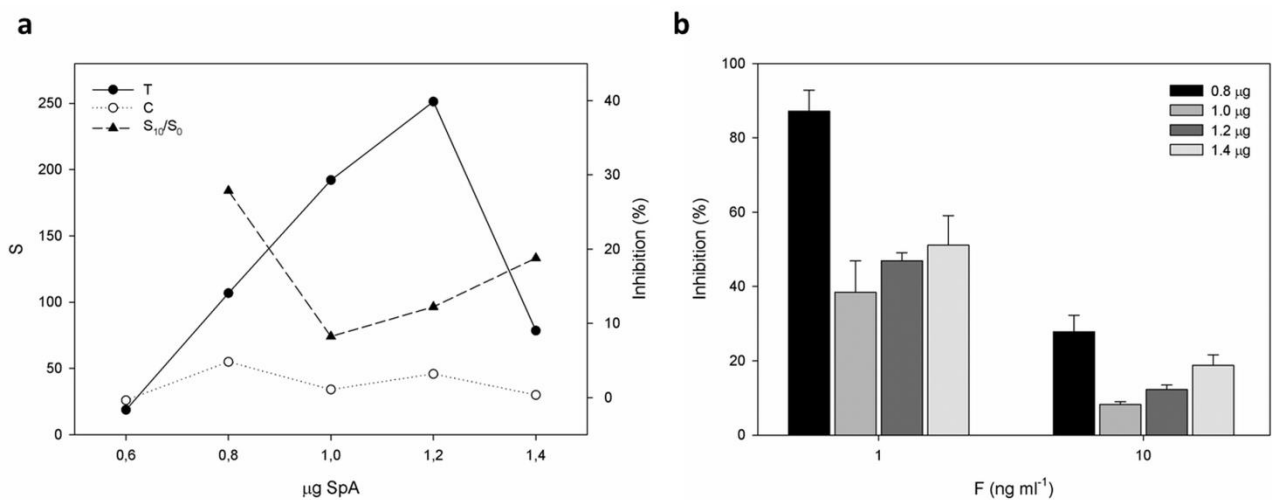 a
T
C
S₁₀/S₀
S
250
200
150
100
50
0
40
30
20
10
0
Inhibition (%)
0,6 0,8 1,0 1,2 1,4
μg SpA
b
0.8 μg
1.0 μg
1.2 μg
1.4 μg
Inhibition (%)
100
80
60
40
20
0
1 10
F (ng ml⁻¹)